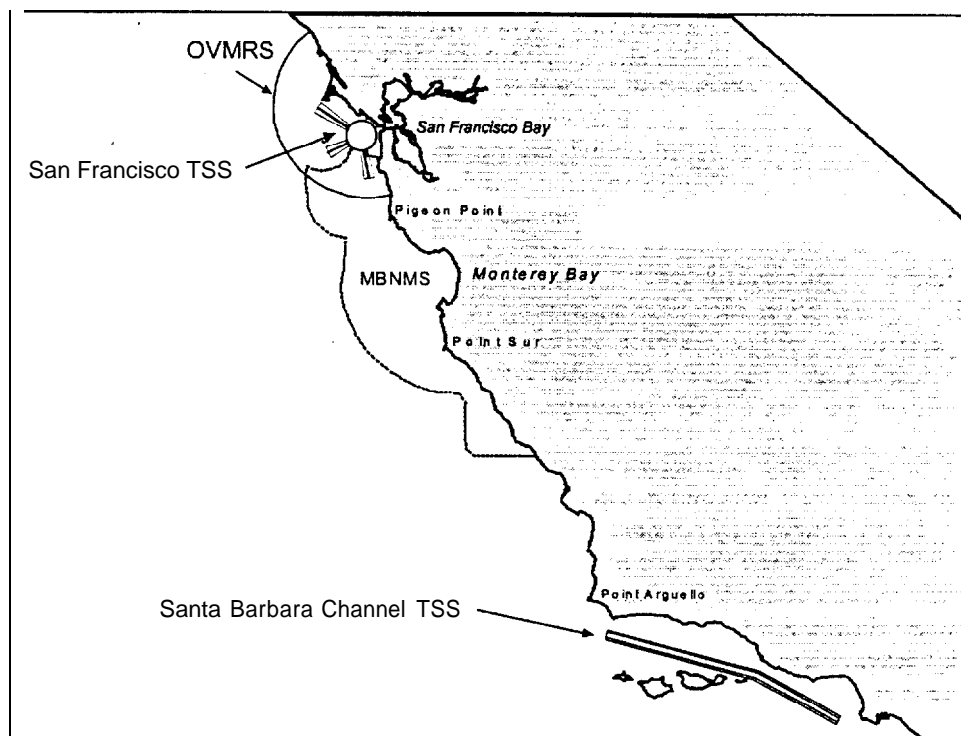 OVMRS
San Francisco Bay
San Francisco TSS
Pigeon Point
MBNMS
Monterey Bay
Point Sur
Point Arguello
Santa Barbara Channel TSS